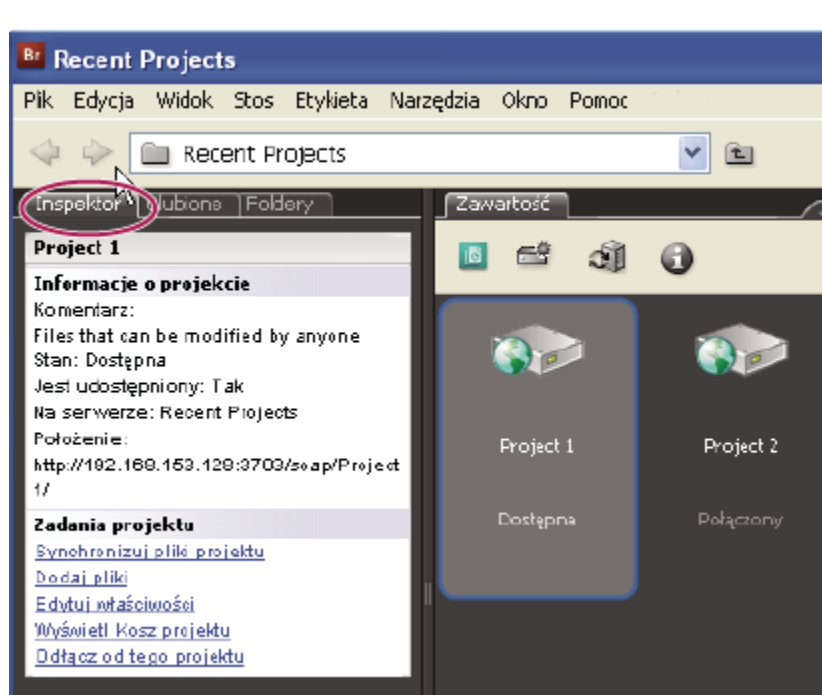 Br Recent Projects
Plik Edycja Widok Stos Etykieta Narzędzia Okno Pomoc
Recent Projects
Inspektor Ulubione Foldery
Project 1
Informacje o projekcie
Komentarz:
Files that can be modified by anyone
Stan: Dostępna
Jest udostępniony: Tak
Na serwerze: Recent Projects
Położenie:
http://192.168.153.128:3703/soap/Project
1/
Zadania projektu
Synchronizuj pliki projektu
Dodaj pliki
Edytuj właściwości
Wyświetl Kosz projektu
Odłącz od tego projektu
Zawartość
Project 1
Dostępna
Project 2
Połączony